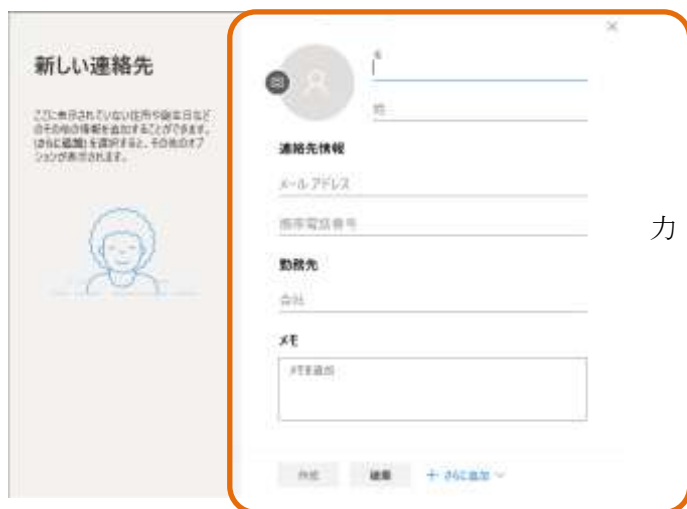 新しい連絡先
ここに表示されていない住所や誕生日など
のその他の情報を追加することができます。
[さらに追加] を選択すると、その他のオプ
ションが表示されます。
名
姓
連絡先情報
メール アドレス
携帯電話番号
勤務先
会社
メモ
メモを追加
作成
破棄
+ さらに追加
力